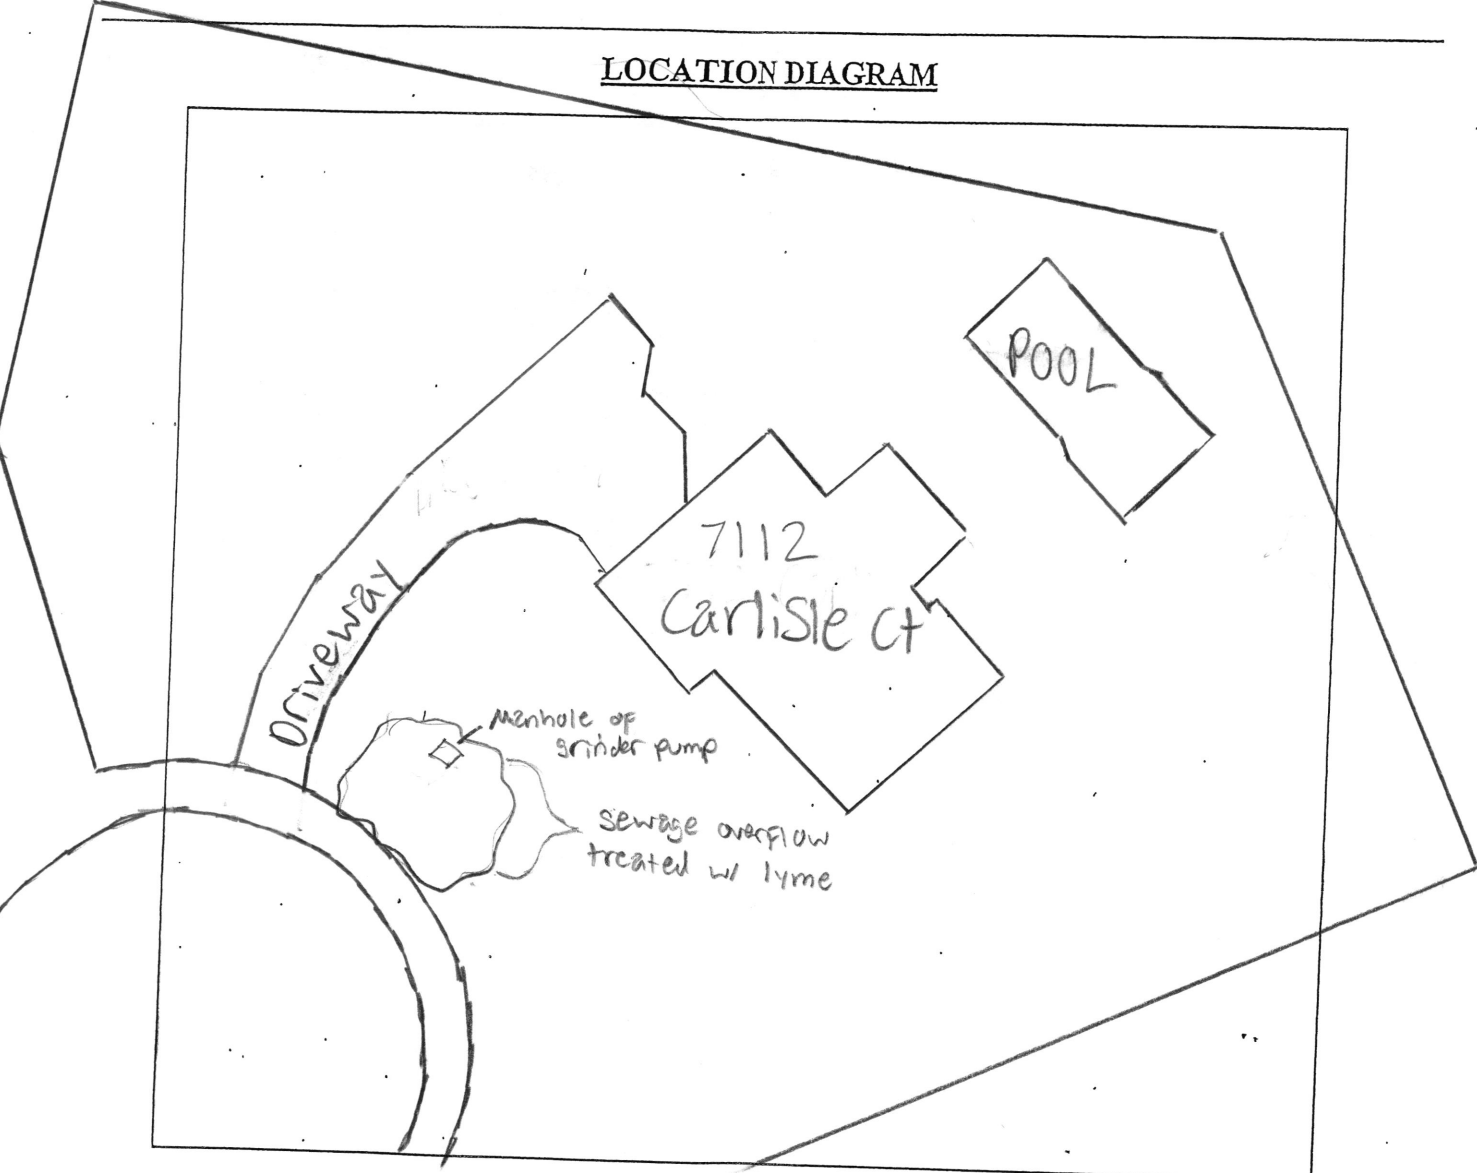 LOCATION DIAGRAM
POOL
7112
Carlisle Ct
Driveway
Manhole of
grinder pump
sewage overflow
treated w/ lyme